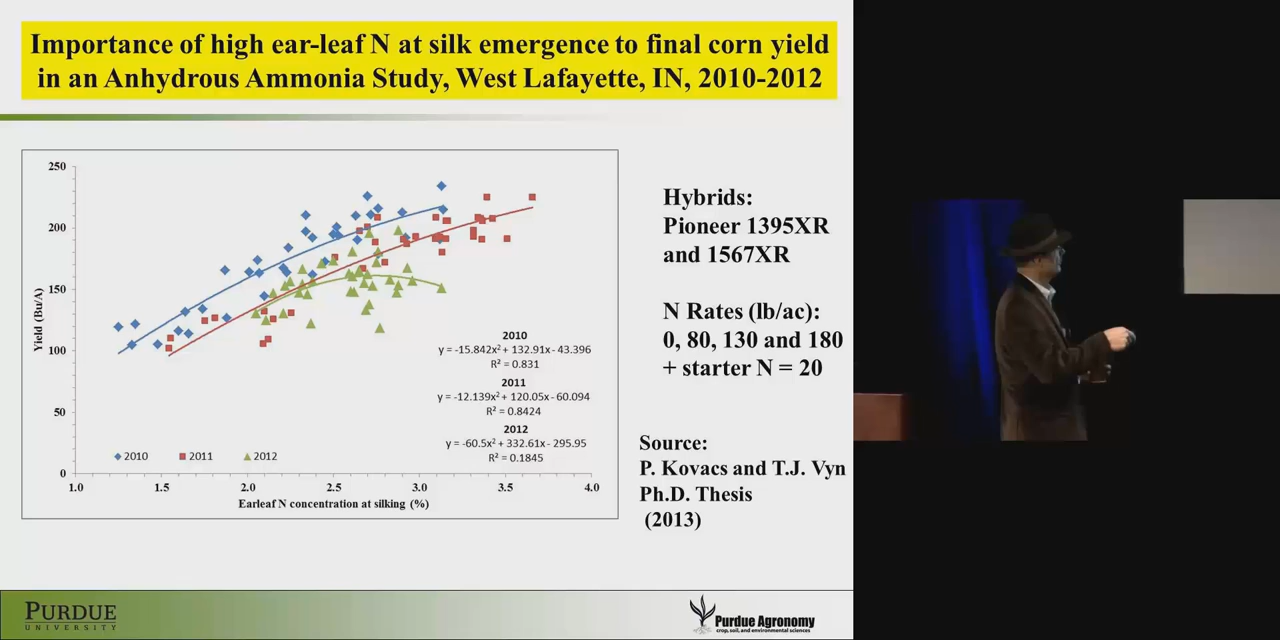 Importance of high ear-leaf N at silk emergence to final corn yield
in an Anhydrous Ammonia Study, West Lafayette, IN, 2010-2012
250
200
150
100
50
0
Yield (Bu/A)
1.0 1.5 2.0 2.5 3.0 3.5 4.0
Earleaf N concentration at silking (%)
2010
y = -15.842x² + 132.91x - 43.396
R² = 0.831
2011
y = -12.139x² + 120.05x - 60.094
R² = 0.8424
2012
y = -60.5x² + 332.61x - 295.95
R² = 0.1845
2010 2011 2012
Hybrids:
Pioneer 1395XR
and 1567XR
N Rates (lb/ac):
0, 80, 130 and 180
+ starter N = 20
Source:
P. Kovacs and T.J. Vyn
Ph.D. Thesis
(2013)
PURDUE
UNIVERSITY
Purdue Agronomy
crop, soil, and environmental sciences